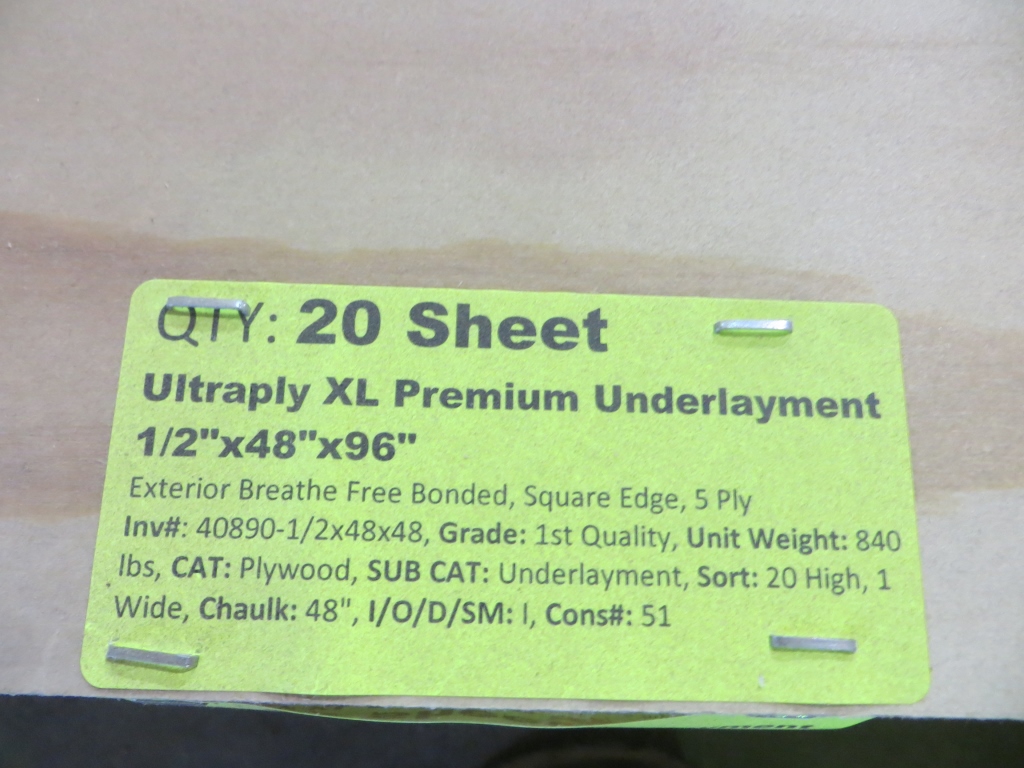 QTY: 20 Sheet
Ultraply XL Premium Underlayment
1/2"x48"x96"
Exterior Breathe Free Bonded, Square Edge, 5 Ply
Inv#: 40890-1/2x48x48, Grade: 1st Quality, Unit Weight: 840
lbs, CAT: Plywood, SUB CAT: Underlayment, Sort: 20 High, 1
Wide, Chaulk: 48", I/O/D/SM: I, Cons#: 51